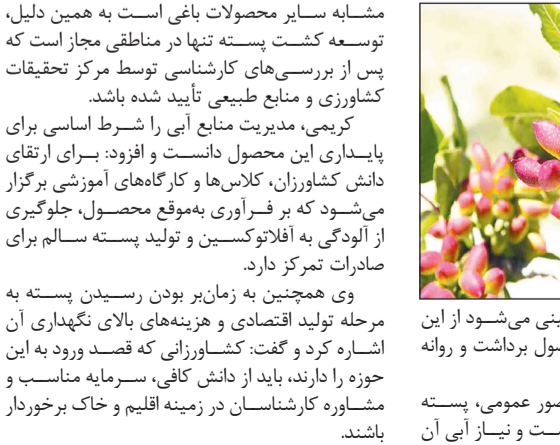 ینی می‌شود از این
صول برداشت و روانه
صور عمومی، پسته
ست و نیاز آبی آن
مشابه سایر محصولات باغی است به همین دلیل،
توسعه کشت پسته تنها در مناطقی مجاز است که
پس از بررسی‌های کارشناسی توسط مرکز تحقیقات
کشاورزی و منابع طبیعی تأیید شده باشد.
کریمی، مدیریت منابع آبی را شرط اساسی برای
پایداری این محصول دانست و افزود: برای ارتقای
دانش کشاورزان، کلاس‌ها و کارگاه‌های آموزشی برگزار
می‌شود که بر فرآوری به‌موقع محصول، جلوگیری
از آلودگی به آفلاتوکسین و تولید پسته سالم برای
صادرات تمرکز دارد.
وی همچنین به زمان‌بر بودن رسیدن پسته به
مرحله تولید اقتصادی و هزینه‌های بالای نگهداری آن
اشاره کرد و گفت: کشاورزانی که قصد ورود به این
حوزه را دارند، باید از دانش کافی، سرمایه مناسب و
مشاوره کارشناسان در زمینه اقلیم و خاک برخوردار
باشند.